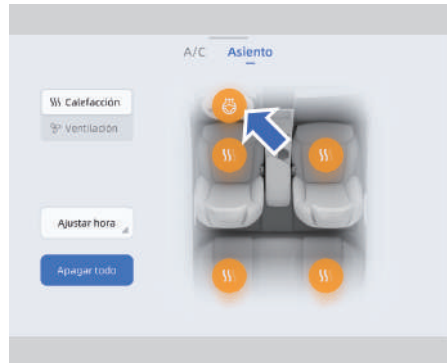 A/C Asiento
Calefacción
Ventilación
Ajustar hora
Apagar todo